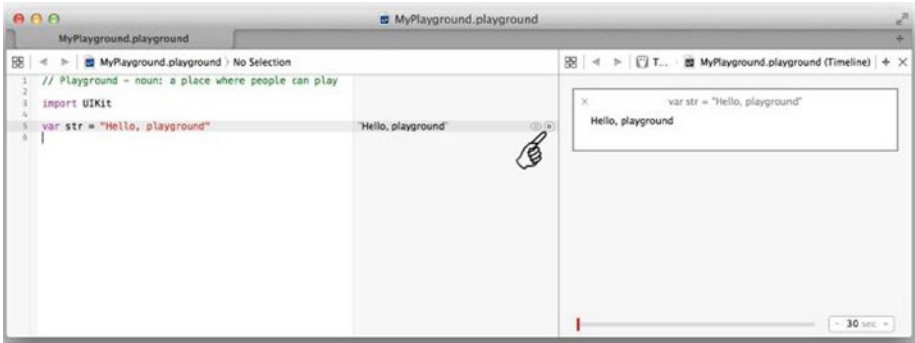 MyPlayground.playground
MyPlayground.playground
MyPlayground.playground 〉 No Selection
T... MyPlayground.playground (Timeline) + ×
1 // Playground – noun: a place where people can play
2
3 import UIKit
4
5 var str = "Hello, playground"
6
"Hello, playground"
var str = "Hello, playground"
Hello, playground
- 30 sec +